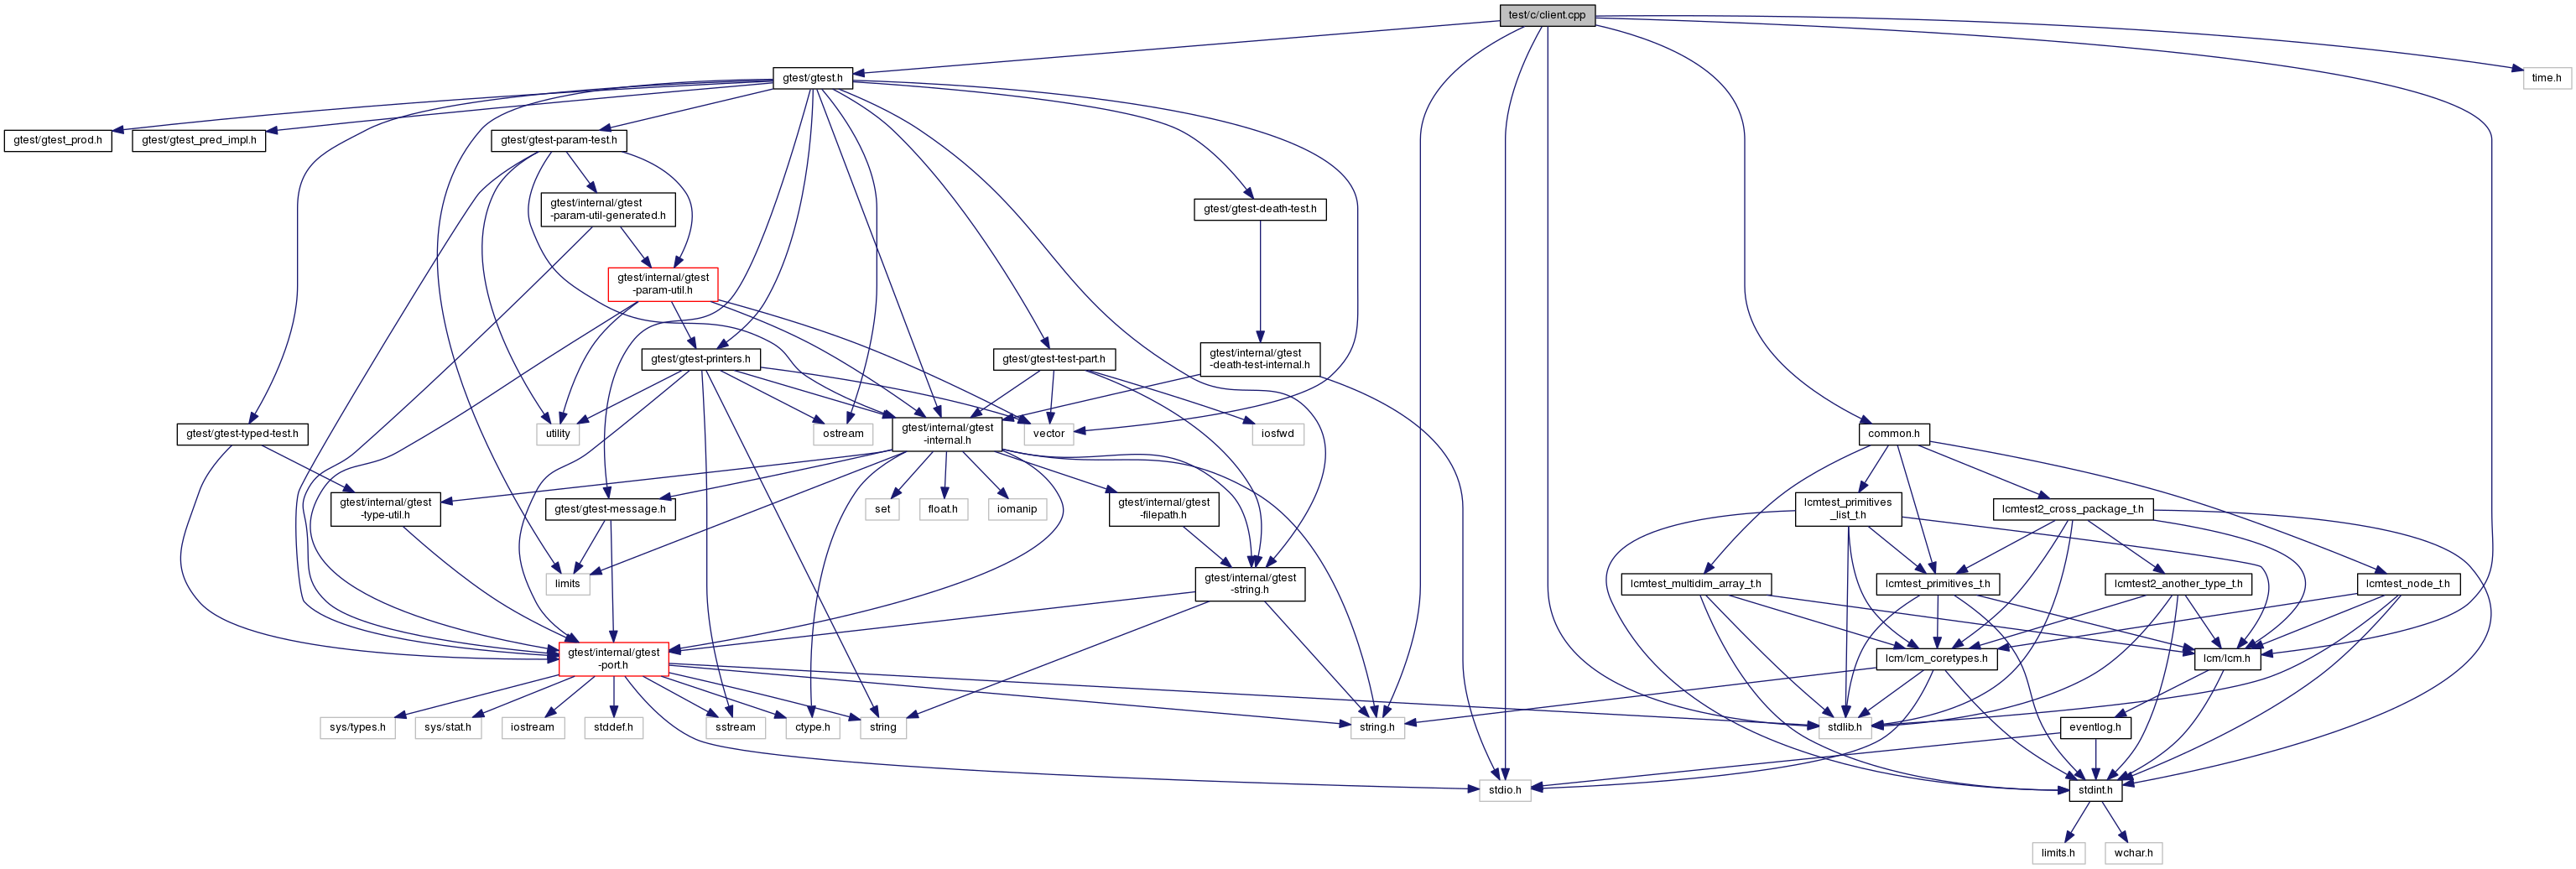 test/c/client.cpp
gtest/gtest.h
time.h
gtest/gtest_prod.h
gtest/gtest_pred_impl.h
gtest/gtest-param-test.h
gtest/internal/gtest
-param-util-generated.h
gtest/gtest-death-test.h
gtest/internal/gtest
-param-util.h
gtest/gtest-printers.h
gtest/gtest-test-part.h
gtest/internal/gtest
-death-test-internal.h
gtest/gtest-typed-test.h
utility
ostream
gtest/internal/gtest
-internal.h
vector
iosfwd
common.h
gtest/internal/gtest
-type-util.h
gtest/gtest-message.h
set
float.h
iomanip
gtest/internal/gtest
-filepath.h
lcmtest_primitives
_list_t.h
lcmtest2_cross_package_t.h
limits
gtest/internal/gtest
-string.h
lcmtest_multidim_array_t.h
lcmtest_primitives_t.h
lcmtest2_another_type_t.h
lcmtest_node_t.h
gtest/internal/gtest
-port.h
lcm/lcm_coretypes.h
lcm/lcm.h
sys/types.h
sys/stat.h
iostream
stddef.h
sstream
ctype.h
string
string.h
stdlib.h
eventlog.h
stdio.h
stdint.h
limits.h
wchar.h